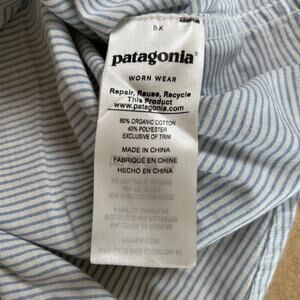 B-K
patagonia®
WORN WEAR
Repair, Reuse, Recycle
This Product
www.patagonia.com
60% ORGANIC COTTON
40% POLYESTER
EXCLUSIVE OF TRIM
MADE IN CHINA
FABRIQUÉ EN CHINE
HECHO EN CHINA